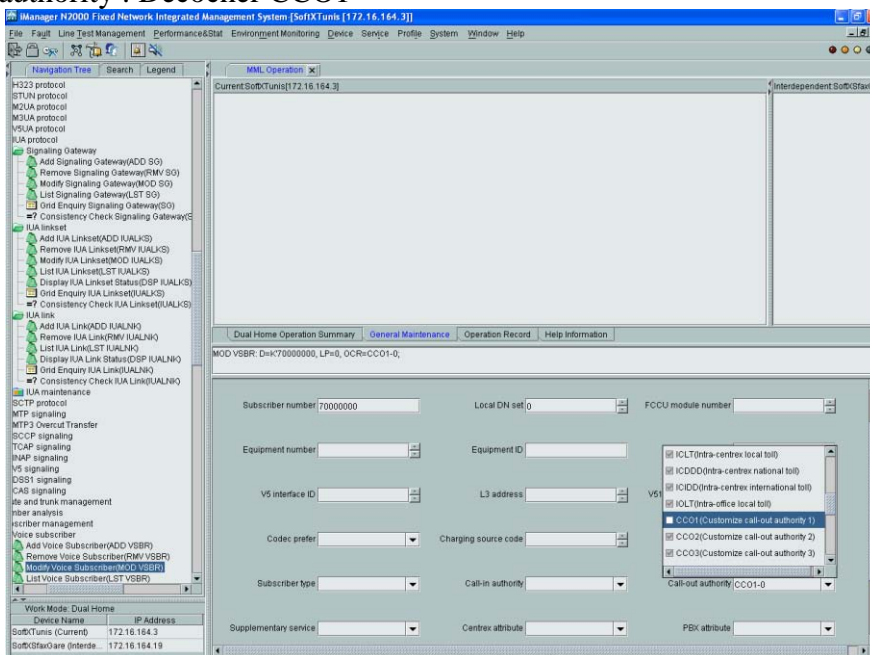 authority : Decocher CCO1
iManager N2000 Fixed Network Integrated Management System-[SoftXTunis [172.16.164.3]]
File Fault Line Test Management Performance&Stat Environment Monitoring Device Service Profile System Window Help
Navigation Tree Search Legend
MML Operation
Current:SoftXTunis[172.16.164.3]
Interdependent:SoftXSfax
H323 protocol
STUN protocol
M2UA protocol
M3UA protocol
V5UA protocol
IUA protocol
Signaling Gateway
Add Signaling Gateway(ADD SG)
Remove Signaling Gateway(RMV SG)
Modify Signaling Gateway(MOD SG)
List Signaling Gateway(LST SG)
Grid Enquiry Signaling Gateway(SG)
=? Consistency Check Signaling Gateway(S
IUA linkset
Add IUA Linkset(ADD IUALKS)
Remove IUA Linkset(RMV IUALKS)
Modify IUA Linkset(MOD IUALKS)
List IUA Linkset(LST IUALKS)
Display IUA Linkset Status(DSP IUALKS)
Grid Enquiry IUA Linkset(IUALKS)
=? Consistency Check IUA Linkset(IUALKS)
IUA link
Add IUA Link(ADD IUALNK)
Remove IUA Link(RMV IUALNK)
List IUA Link(LST IUALNK)
Display IUA Link Status(DSP IUALNK)
Grid Enquiry IUA Link(IUALNK)
=? Consistency Check IUA Link(IUALNK)
IUA maintenance
SCTP protocol
MTP signaling
MTP3 Overcut Transfer
SCCP signaling
TCAP signaling
INAP signaling
V5 signaling
DSS1 signaling
CAS signaling
ute and trunk management
nber analysis
iscriber management
Voice subscriber
Add Voice Subscriber(ADD VSBR)
Remove Voice Subscriber(RMV VSBR)
Modify Voice Subscriber(MOD VSBR)
List Voice Subscriber(LST VSBR)
Work Mode: Dual Home
Device Name IP Address
SoftXTunis (Current) 172.16.164.3
SoftXSfaxGare (Interde... 172.16.164.19
Dual Home Operation Summary General Maintenance Operation Record Help Information
MOD VSBR: D=K'70000000, LP=0, OCR=CCO1-0;
Subscriber number 70000000 Local DN set 0 FCCU module number
Equipment number Equipment ID
V5 interface ID L3 address V51
Codec prefer Charging source code
Subscriber type Call-in authority Call-out authority CCO1-0
Supplementary service Centrex attribute PBX attribute
ICLT(Intra-centrex local toll)
ICDDD(Intra-centrex national toll)
ICIDD(Intra-centrex international toll)
IOLT(Intra-office local toll)
CCO1(Customize call-out authority 1)
CCO2(Customize call-out authority 2)
CCO3(Customize call-out authority 3)